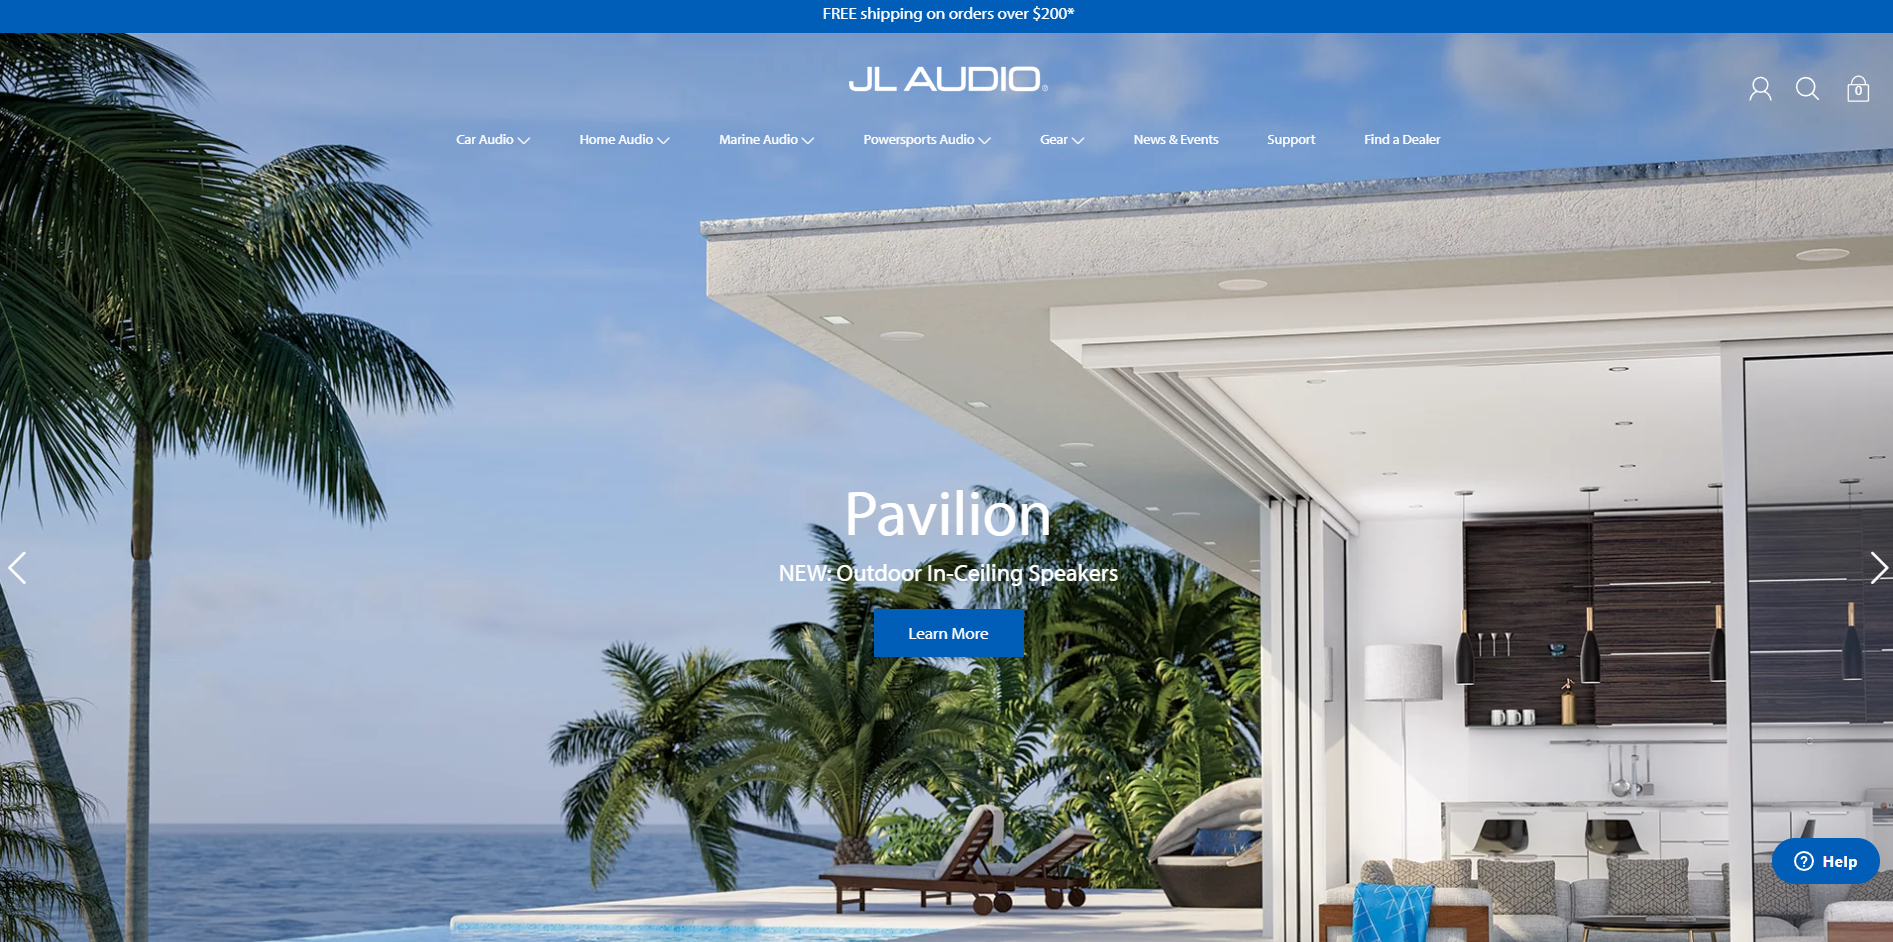 FREE shipping on orders over $200*
JL AUDIO®
0
Car Audio
Home Audio
Marine Audio
Powersports Audio
Gear
News & Events
Support
Find a Dealer
Pavilion
NEW: Outdoor In-Ceiling Speakers
Learn More
Help